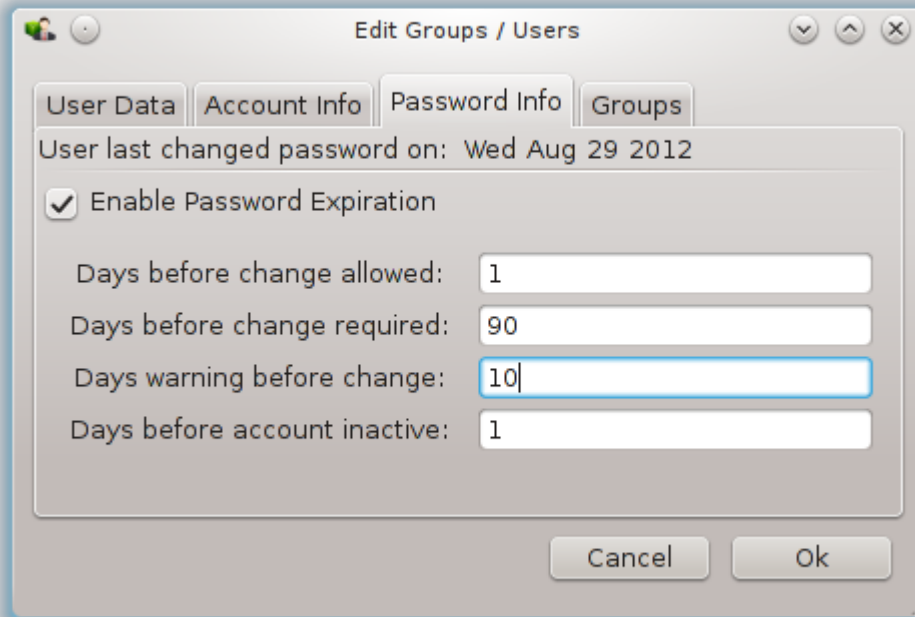 Edit Groups / Users
User Data Account Info Password Info Groups
User last changed password on: Wed Aug 29 2012
Enable Password Expiration
Days before change allowed: 1
Days before change required: 90
Days warning before change: 10
Days before account inactive: 1
Cancel Ok